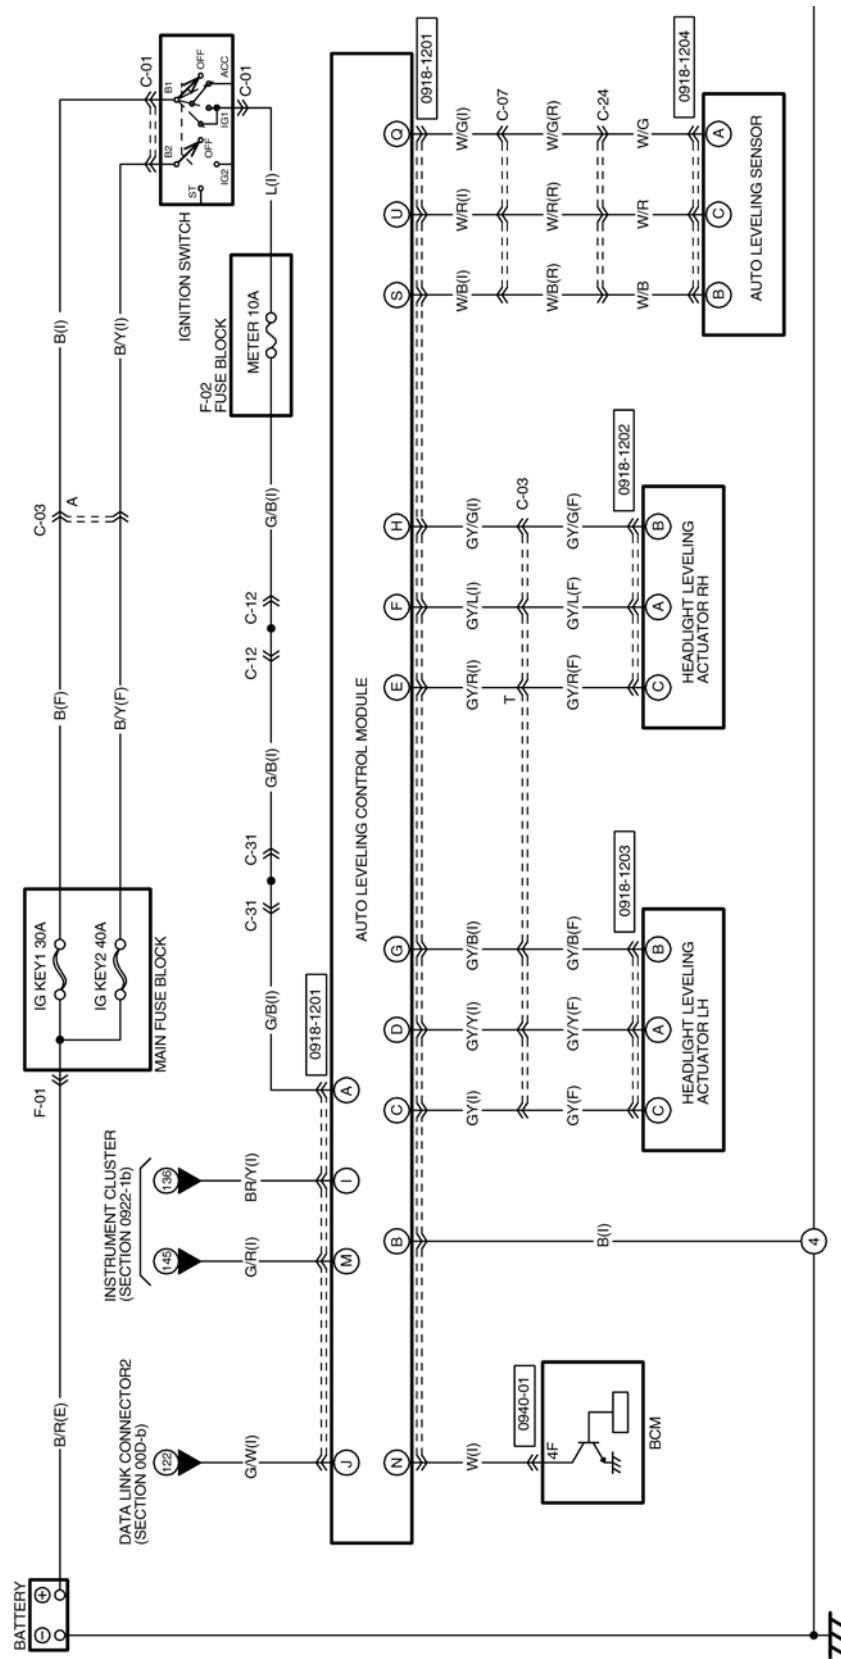 BATTERY
B/R(E)
F-01
IG KEY1 30A
IG KEY2 40A
MAIN FUSE BLOCK
B(F)
B/Y(F)
C-03
A
B(I)
B/Y(I)
C-01
B1
B2
OFF
ACC
IG1
OFF
IG2
ST
C-01
IGNITION SWITCH
L(I)
F-02
FUSE BLOCK
METER 10A
G/B(I)
C-12
C-12
G/B(I)
C-31
C-31
G/B(I)
DATA LINK CONNECTOR2
(SECTION 00D-b)
122
G/W(I)
INSTRUMENT CLUSTER
(SECTION 0922-1b)
145
136
G/R(I)
BR/Y(I)
0918-1201
J
M
I
A
AUTO LEVELING CONTROL MODULE
N
B
C
D
G
E
F
H
S
U
Q
0918-1201
W(I)
0940-01
4F
BCM
B(I)
4
GY(I)
GY/Y(I)
GY/B(I)
GY/R(I)
GY/L(I)
GY/G(I)
T
C-03
GY(F)
GY/Y(F)
GY/B(F)
GY/R(F)
GY/L(F)
GY/G(F)
0918-1203
C
A
B
HEADLIGHT LEVELING
ACTUATOR LH
0918-1202
C
A
B
HEADLIGHT LEVELING
ACTUATOR RH
W/B(I)
W/R(I)
W/G(I)
C-07
W/B(R)
W/R(R)
W/G(R)
C-24
W/B
W/R
W/G
0918-1204
B
C
A
AUTO LEVELING SENSOR